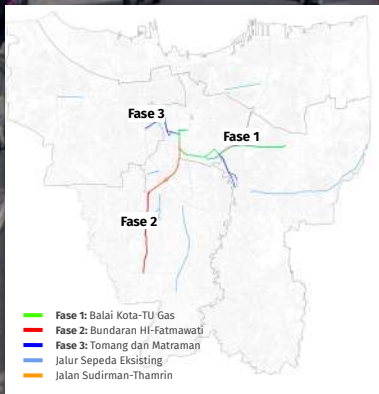 Fase 3
Fase 1
Fase 2
Fase 1: Balai Kota-TU Gas
Fase 2: Bundaran HI-Fatmawati
Fase 3: Tomang dan Matraman
Jalur Sepeda Eksisting
Jalan Sudirman-Thamrin